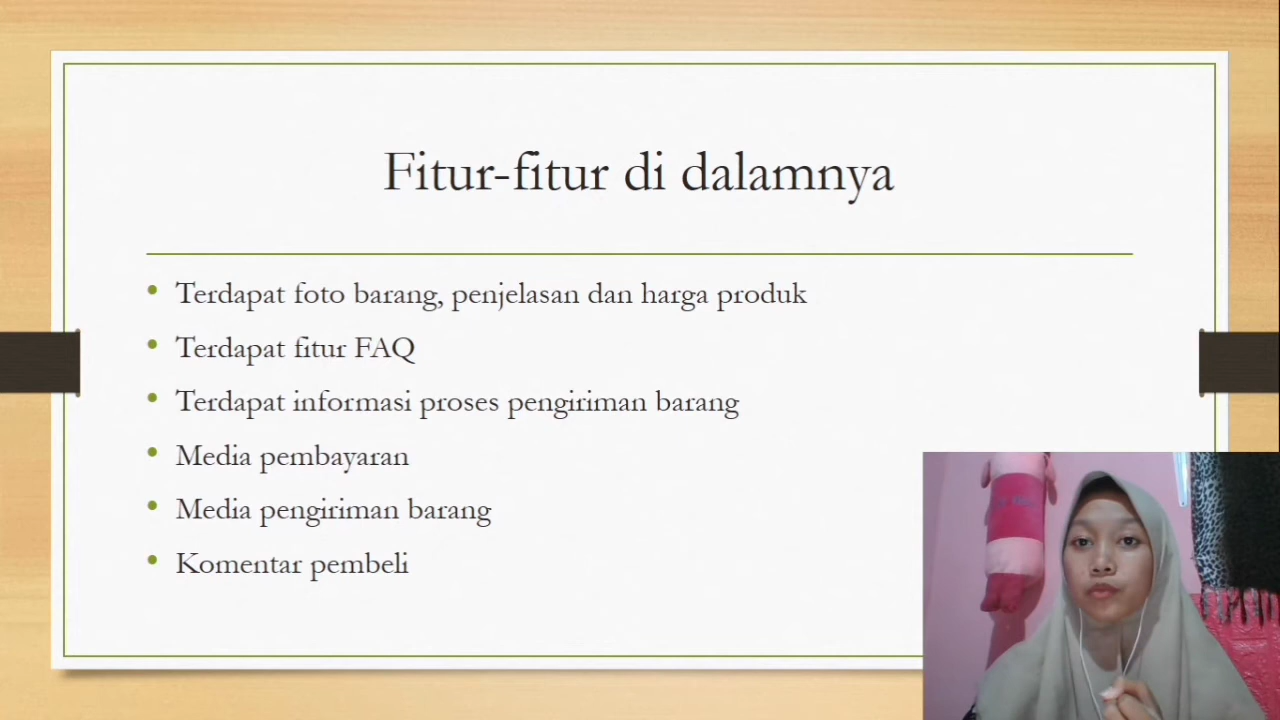 Fitur-fitur di dalamnya
Terdapat foto barang, penjelasan dan harga produk
Terdapat fitur FAQ
Terdapat informasi proses pengiriman barang
Media pembayaran
Media pengiriman barang
Komentar pembeli